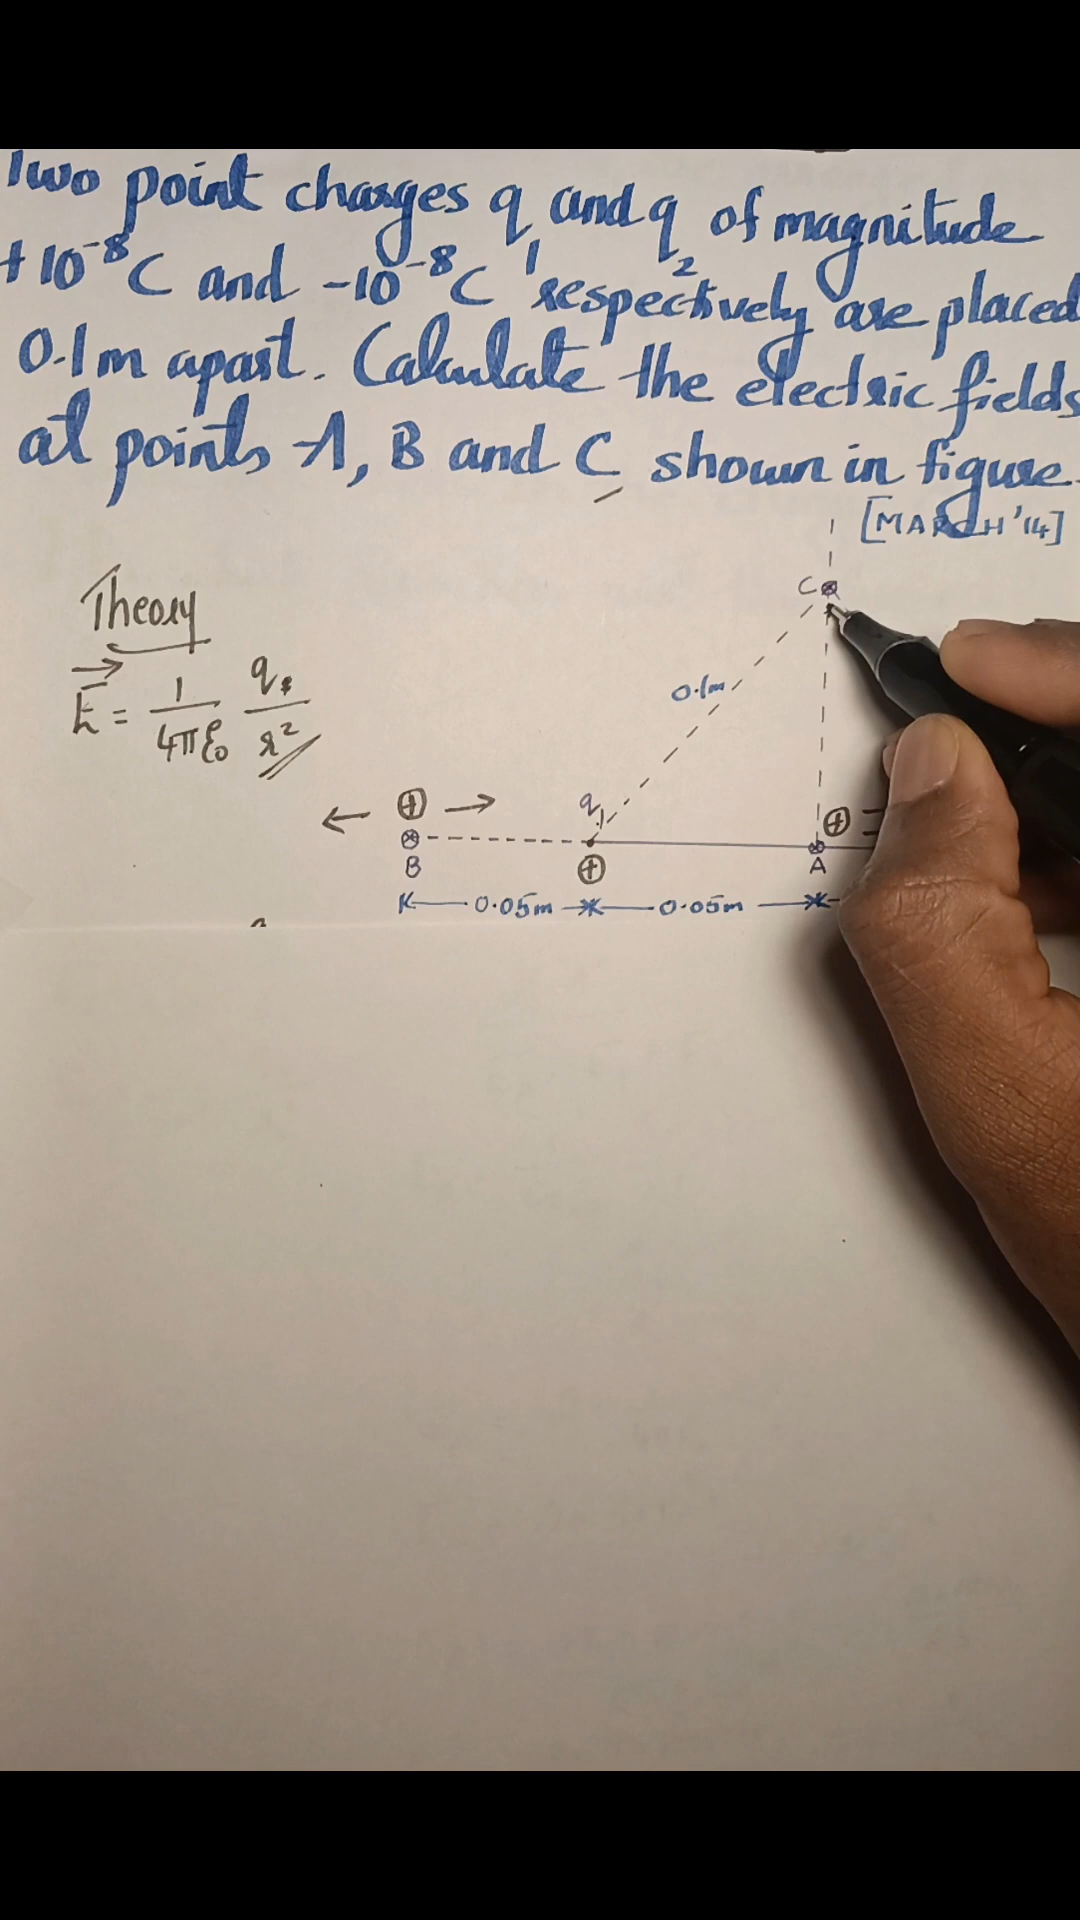 Two point charges q1 and q2 of magnitude
+10⁻⁸C and -10⁻⁸C respectively are placed
0.1m apart. Calculate the electric fields
at points A, B and C shown in figure.
[MARCH'14]
Theory
E = 1/4πε₀ q/r²
C
0.1m
q1
B
A
0.05m
0.05m